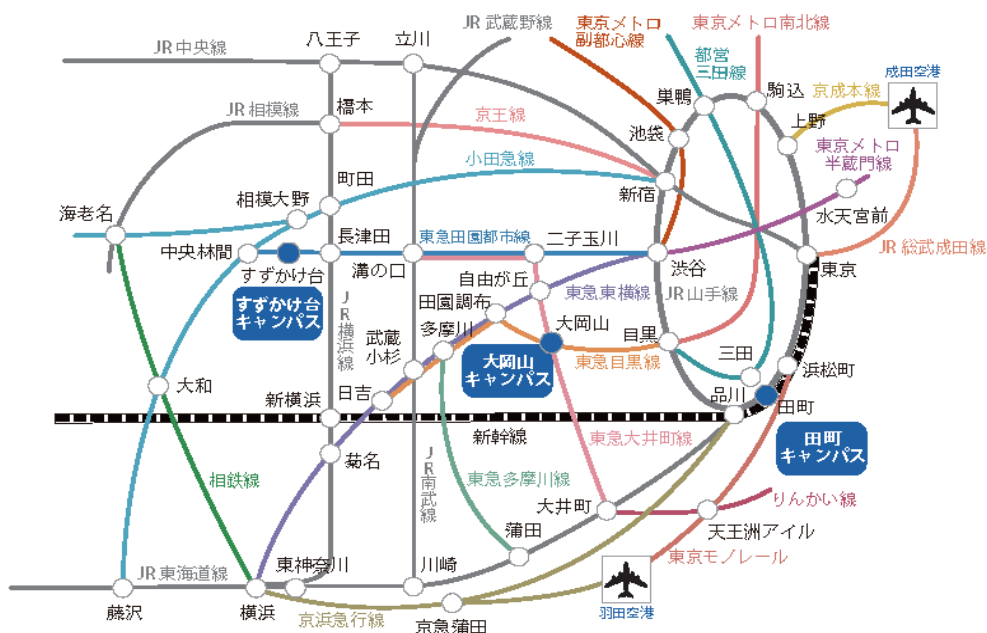 JR 武蔵野線
東京メトロ
副都心線
東京メトロ南北線
都営
三田線
八王子
立川
JR 中央線
成田空港
駒込
京成本線
巣鴨
上野
橋本
JR 相模線
京王線
池袋
東京メトロ
半蔵門線
小田急線
町田
新宿
相模大野
水天宮前
海老名
中央林間
長津田
東急田園都市線
二子玉川
JR 総武成田線
すずかけ台
溝の口
渋谷
東京
自由が丘
東急東横線
JR 山手線
すずかけ台
キャンパス
田園調布
多摩川
大岡山
目黒
JR横浜線
武蔵
小杉
大岡山
キャンパス
東急目黒線
三田
浜松町
大和
日吉
品川
田町
新横浜
新幹線
田町
キャンパス
東急大井町線
菊名
JR南武線
相鉄線
東急多摩川線
大井町
りんかい線
蒲田
天王洲アイル
東京モノレール
JR 東海道線
東神奈川
川崎
藤沢
横浜
京浜急行線
京急蒲田
羽田空港